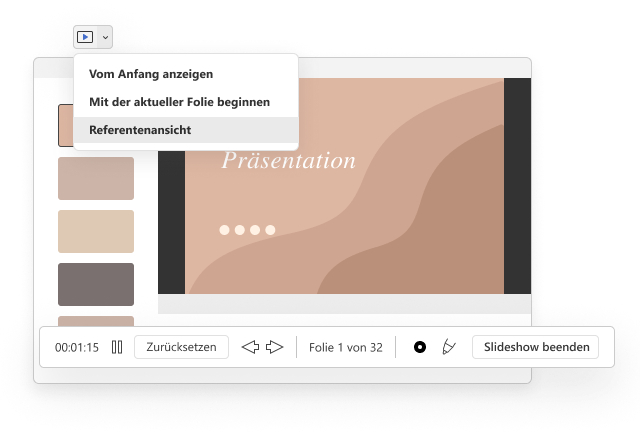 Vom Anfang anzeigen
Mit der aktueller Folie beginnen
Referentenansicht
Präsentation
00:01:15
Zurücksetzen
Folie 1 von 32
Slideshow beenden